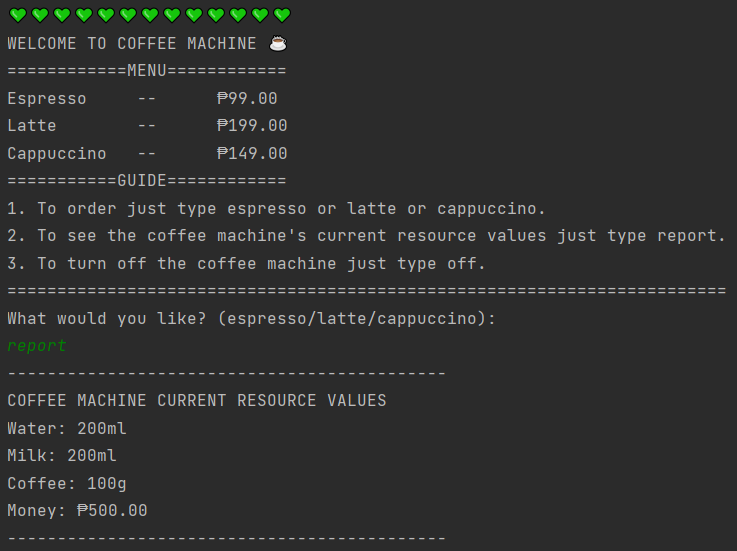 💚💚💚💚💚💚💚💚💚💚💚💚💚
WELCOME TO COFFEE MACHINE ☕
============MENU============
Espresso     --      ₱99.00
Latte        --      ₱199.00
Cappuccino   --      ₱149.00
===========GUIDE============
1. To order just type espresso or latte or cappuccino.
2. To see the coffee machine's current resource values just type report.
3. To turn off the coffee machine just type off.
========================================================================
What would you like? (espresso/latte/cappuccino):
report
--------------------------------------------
COFFEE MACHINE CURRENT RESOURCE VALUES
Water: 200ml
Milk: 200ml
Coffee: 100g
Money: ₱500.00
--------------------------------------------